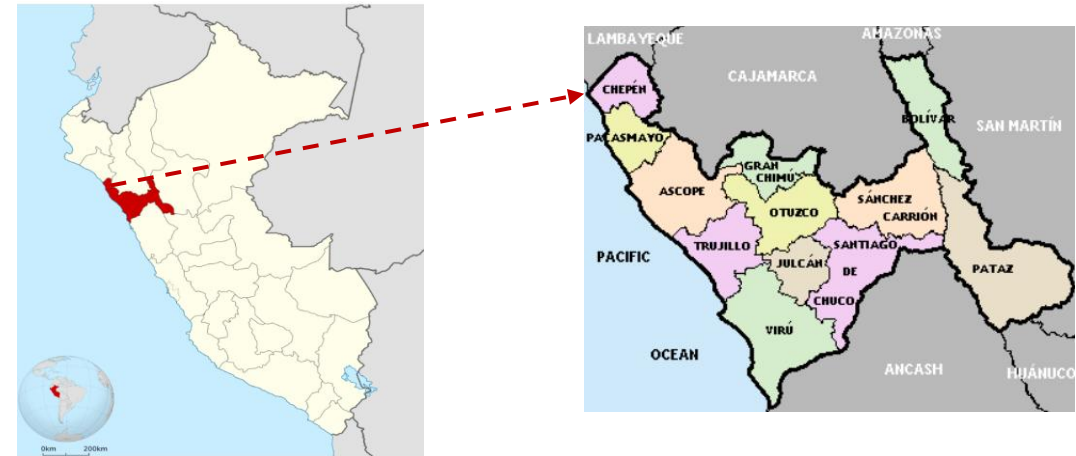 0km 200km
LAMBAYEQUE
AMAZONAS
CAJAMARCA
CHEPÉN
BOLÍVAR
SAN MARTÍN
PACASMAYO
GRAN
CHIMÚ
ASCOPE
SÁNCHEZ
CARRIÓN
OTUZCO
TRUJILLO
SANTIAGO
DE
CHUCO
JULCÁN
PATAZ
PACIFIC
OCEAN
VIRÚ
ANCASH
HUÁNUCO